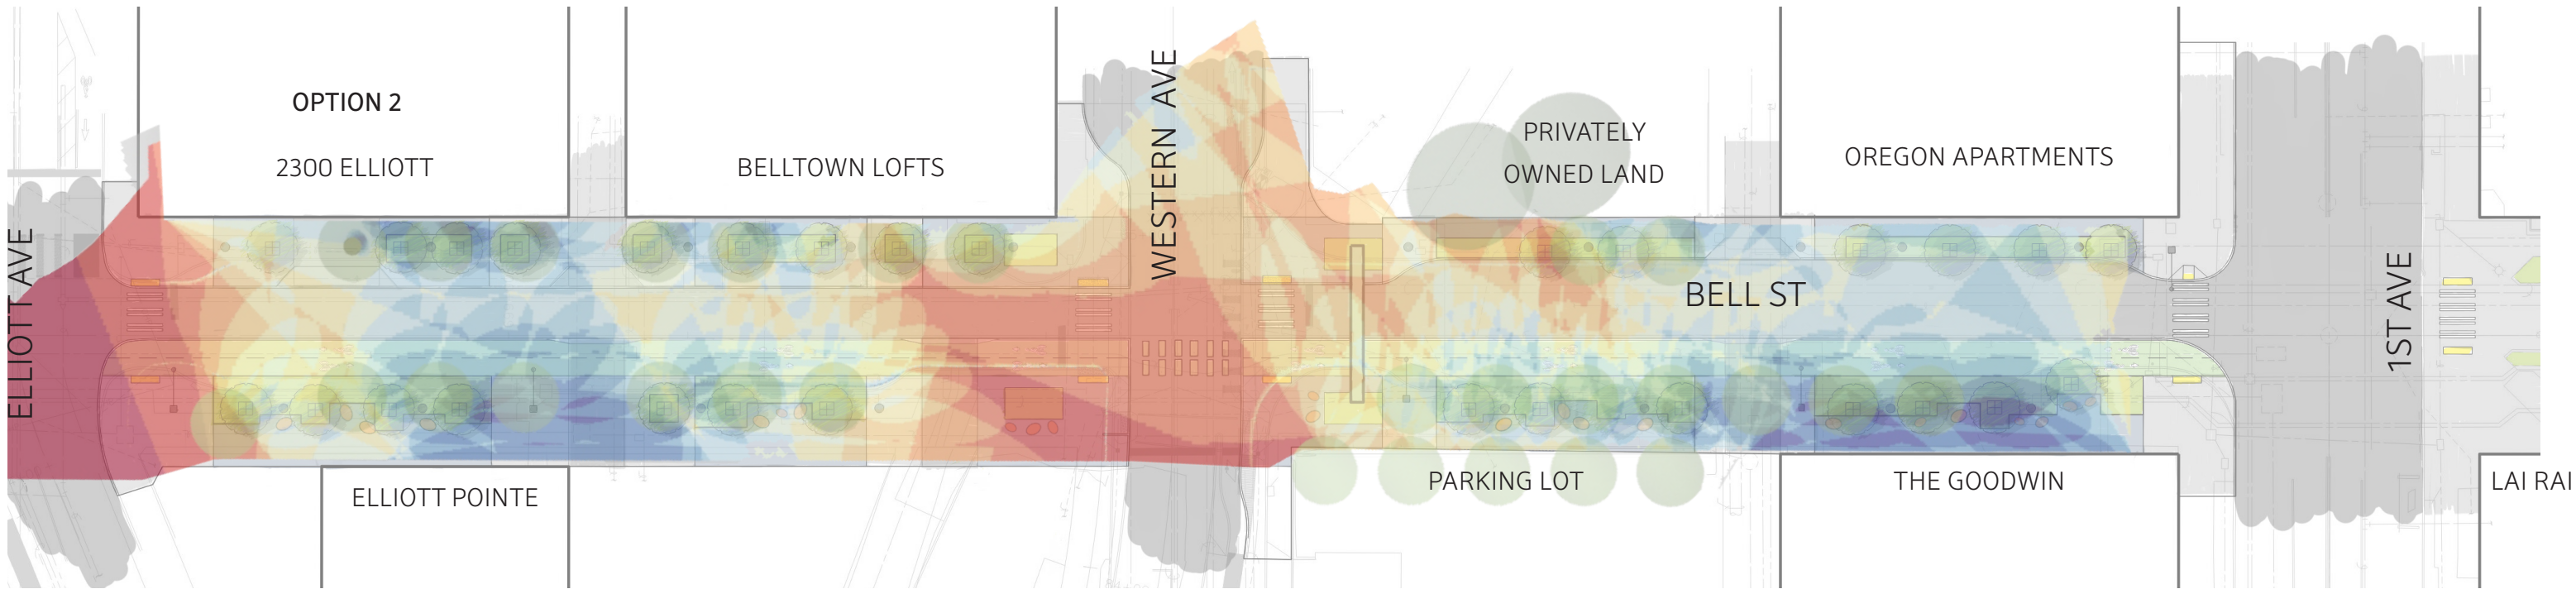 OPTION 2
2300 ELLIOTT
BELLTOWN LOFTS
WESTERN AVE
PRIVATELY
OWNED LAND
OREGON APARTMENTS
ELLIOTT AVE
BELL ST
1ST AVE
ELLIOTT POINTE
PARKING LOT
THE GOODWIN
LAI RAI